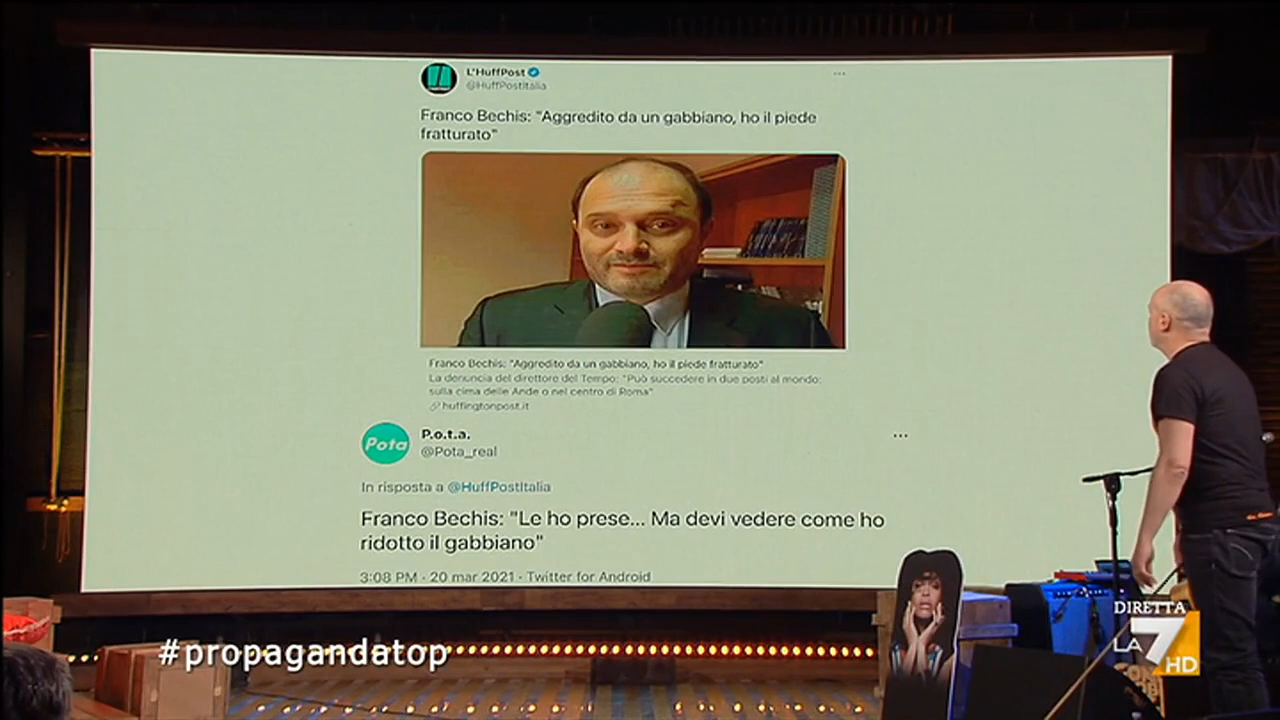 L'HuffPost
@HuffPostItalia
Franco Bechis: "Aggredito da un gabbiano, ho il piede
fratturato"
Franco Bechis: "Aggredito da un gabbiano, ho il piede fratturato"
La denuncia del direttore del Tempo: "Può succedere in due posti al mondo:
sulla cima delle Ande o nel centro di Roma"
huffingtonpost.it
Pota
P.o.t.a.
@Pota_real
In risposta a @HuffPostItalia
Franco Bechis: "Le ho prese... Ma devi vedere come ho
ridotto il gabbiano"
3:08 PM · 20 mar 2021 · Twitter for Android
#propagandatop
DIRETTA
LA 7
HD